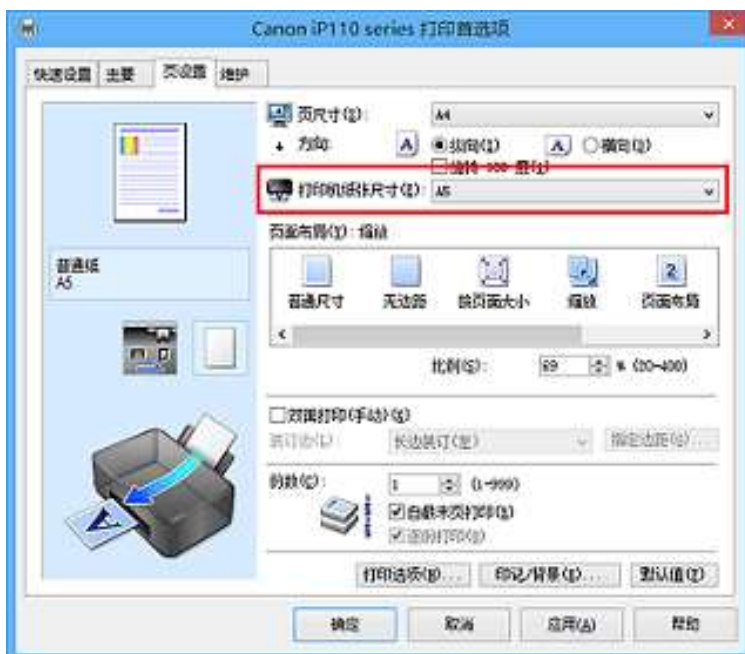 Canon iP110 series 打印首选项
快速设置 主要 页设置 维护
页尺寸(Z): A4
方向: A 纵向(I) A 横向(Q)
旋转 180 度(1)
打印机纸张尺寸(E): A5
页面布局(Y): 缩放
普通纸
A5
2
普通尺寸 无边距 按页面大小 缩放 页面布局
比例(S): 69 % (20-400)
双面打印(手动)(X)
装订边(L): 长边装订(左) 指定边距(G)...
份数(C): 1 (1-999)
自最末页打印(L)
逐份打印(Q)
打印选项(N)... 印记/背景(P)... 默认值(T)
确定 取消 应用(A) 帮助